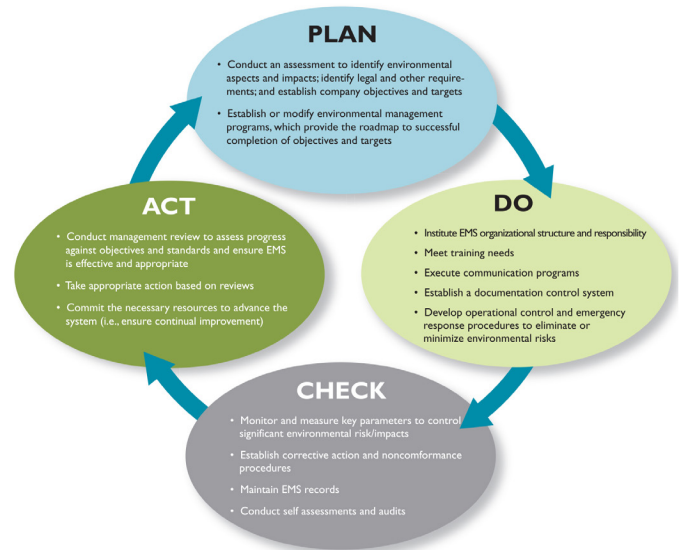 PLAN
• Conduct an assessment to identify environmental
aspects and impacts; identify legal and other require-
ments; and establish company objectives and targets
• Establish or modify environmental management
programs, which provide the roadmap to successful
completion of objectives and targets
DO
• Institute EMS organizational structure and responsibility
• Meet training needs
• Execute communication programs
• Establish a documentation control system
• Develop operational control and emergency
response procedures to eliminate or
minimize environmental risks
CHECK
• Monitor and measure key parameters to control
significant environmental risk/impacts
• Establish corrective action and noncomformance
procedures
• Maintain EMS records
• Conduct self assessments and audits
ACT
• Conduct management review to assess progress
against objectives and standards and ensure EMS
is effective and appropriate
• Take appropriate action based on reviews
• Commit the necessary resources to advance the
system (i.e., ensure continual improvement)